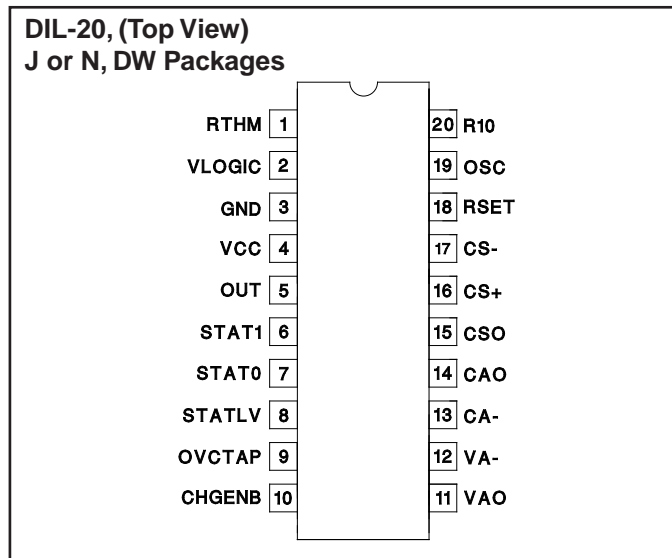 DIL-20, (Top View)
J or N, DW Packages
RTHM 1 20 R10
VLOGIC 2 19 OSC
GND 3 18 RSET
VCC 4 17 CS-
OUT 5 16 CS+
STAT1 6 15 CSO
STAT0 7 14 CAO
STATLV 8 13 CA-
OVCTAP 9 12 VA-
CHGENB 10 11 VAO